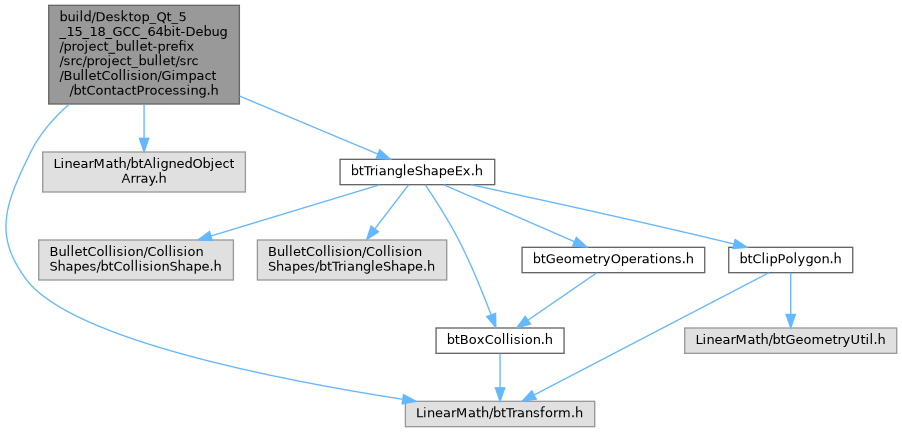 build/Desktop_Qt_5
_15_18_GCC_64bit-Debug
/project_bullet-prefix
/src/project_bullet/src
/BulletCollision/Gimpact
/btContactProcessing.h
LinearMath/btAlignedObject
Array.h
btTriangleShapeEx.h
BulletCollision/Collision
Shapes/btCollisionShape.h
BulletCollision/Collision
Shapes/btTriangleShape.h
btGeometryOperations.h
btClipPolygon.h
btBoxCollision.h
LinearMath/btGeometryUtil.h
LinearMath/btTransform.h